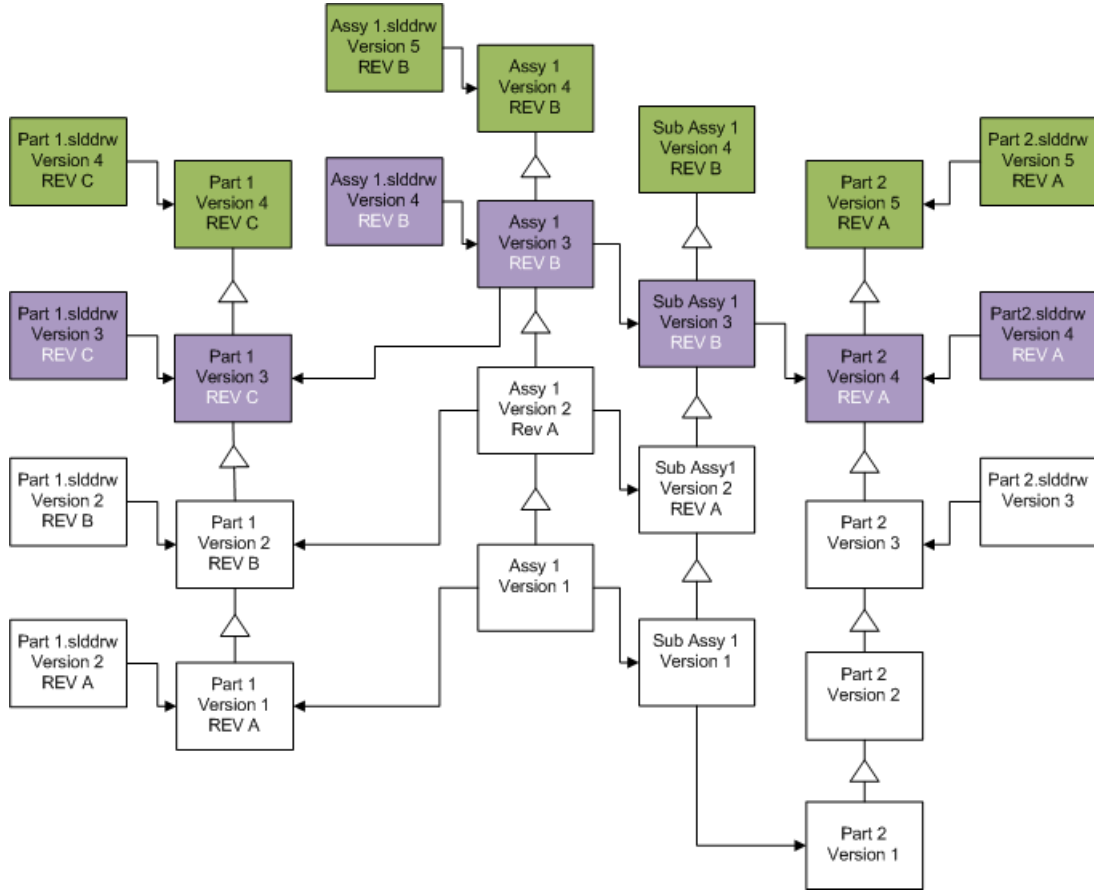 Assy 1.slddrw
Version 5
REV B
Assy 1
Version 4
REV B
Part 1.slddrw
Version 4
REV C
Part 1
Version 4
REV C
Assy 1.slddrw
Version 4
REV B
Assy 1
Version 3
REV B
Sub Assy 1
Version 4
REV B
Part 2
Version 5
REV A
Part 2.slddrw
Version 5
REV A
Part 1.slddrw
Version 3
REV C
Part 1
Version 3
REV C
Sub Assy 1
Version 3
REV B
Part 2
Version 4
REV A
Part2.slddrw
Version 4
REV A
Assy 1
Version 2
Rev A
Part 1.slddrw
Version 2
REV B
Part 1
Version 2
REV B
Sub Assy1
Version 2
REV A
Part 2
Version 3
Part 2.slddrw
Version 3
Assy 1
Version 1
Part 1.slddrw
Version 2
REV A
Part 1
Version 1
REV A
Sub Assy 1
Version 1
Part 2
Version 2
Part 2
Version 1